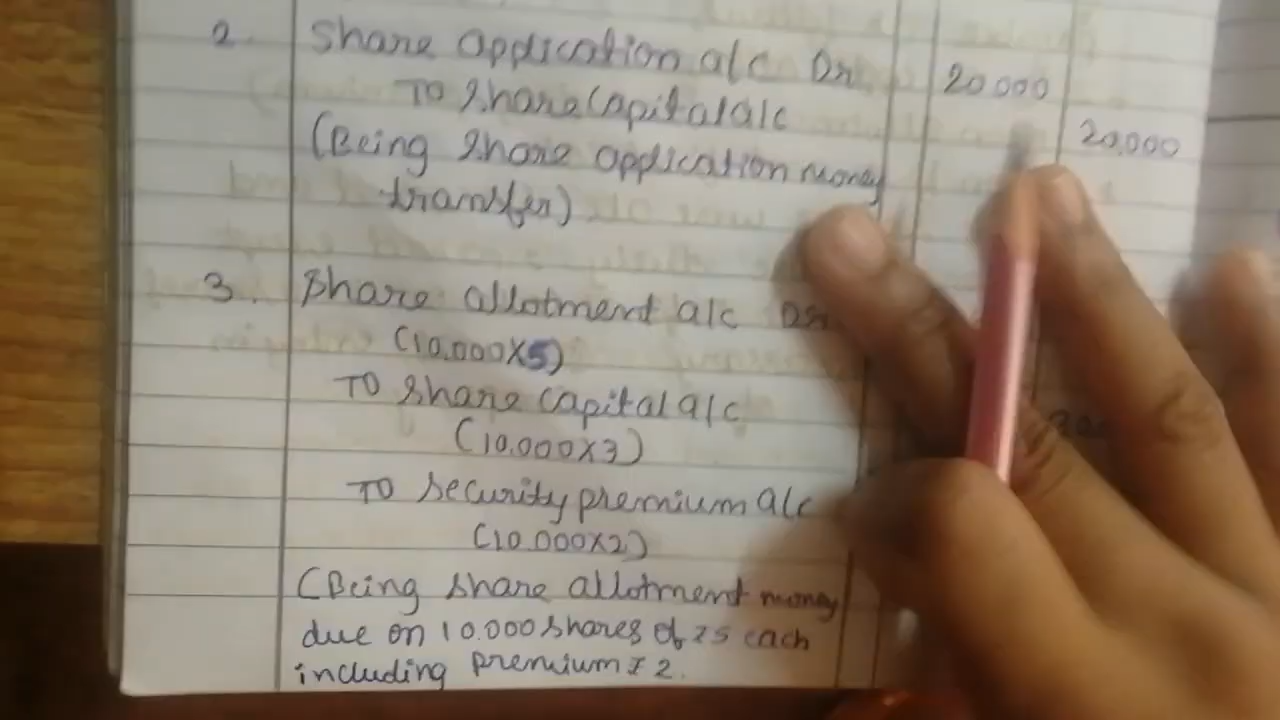 2. Share application a/c Dr 20000
To Share Capital a/c 20,000
(Being Share application money
transfer)
3. Share allotment a/c Dr
(10,000X5)
To Share capital a/c
(10,000X3)
To Security premium a/c
(10,000X2)
(Being Share allotment money
due on 10,000 Shares of ₹5 each
including premium ₹ 2.